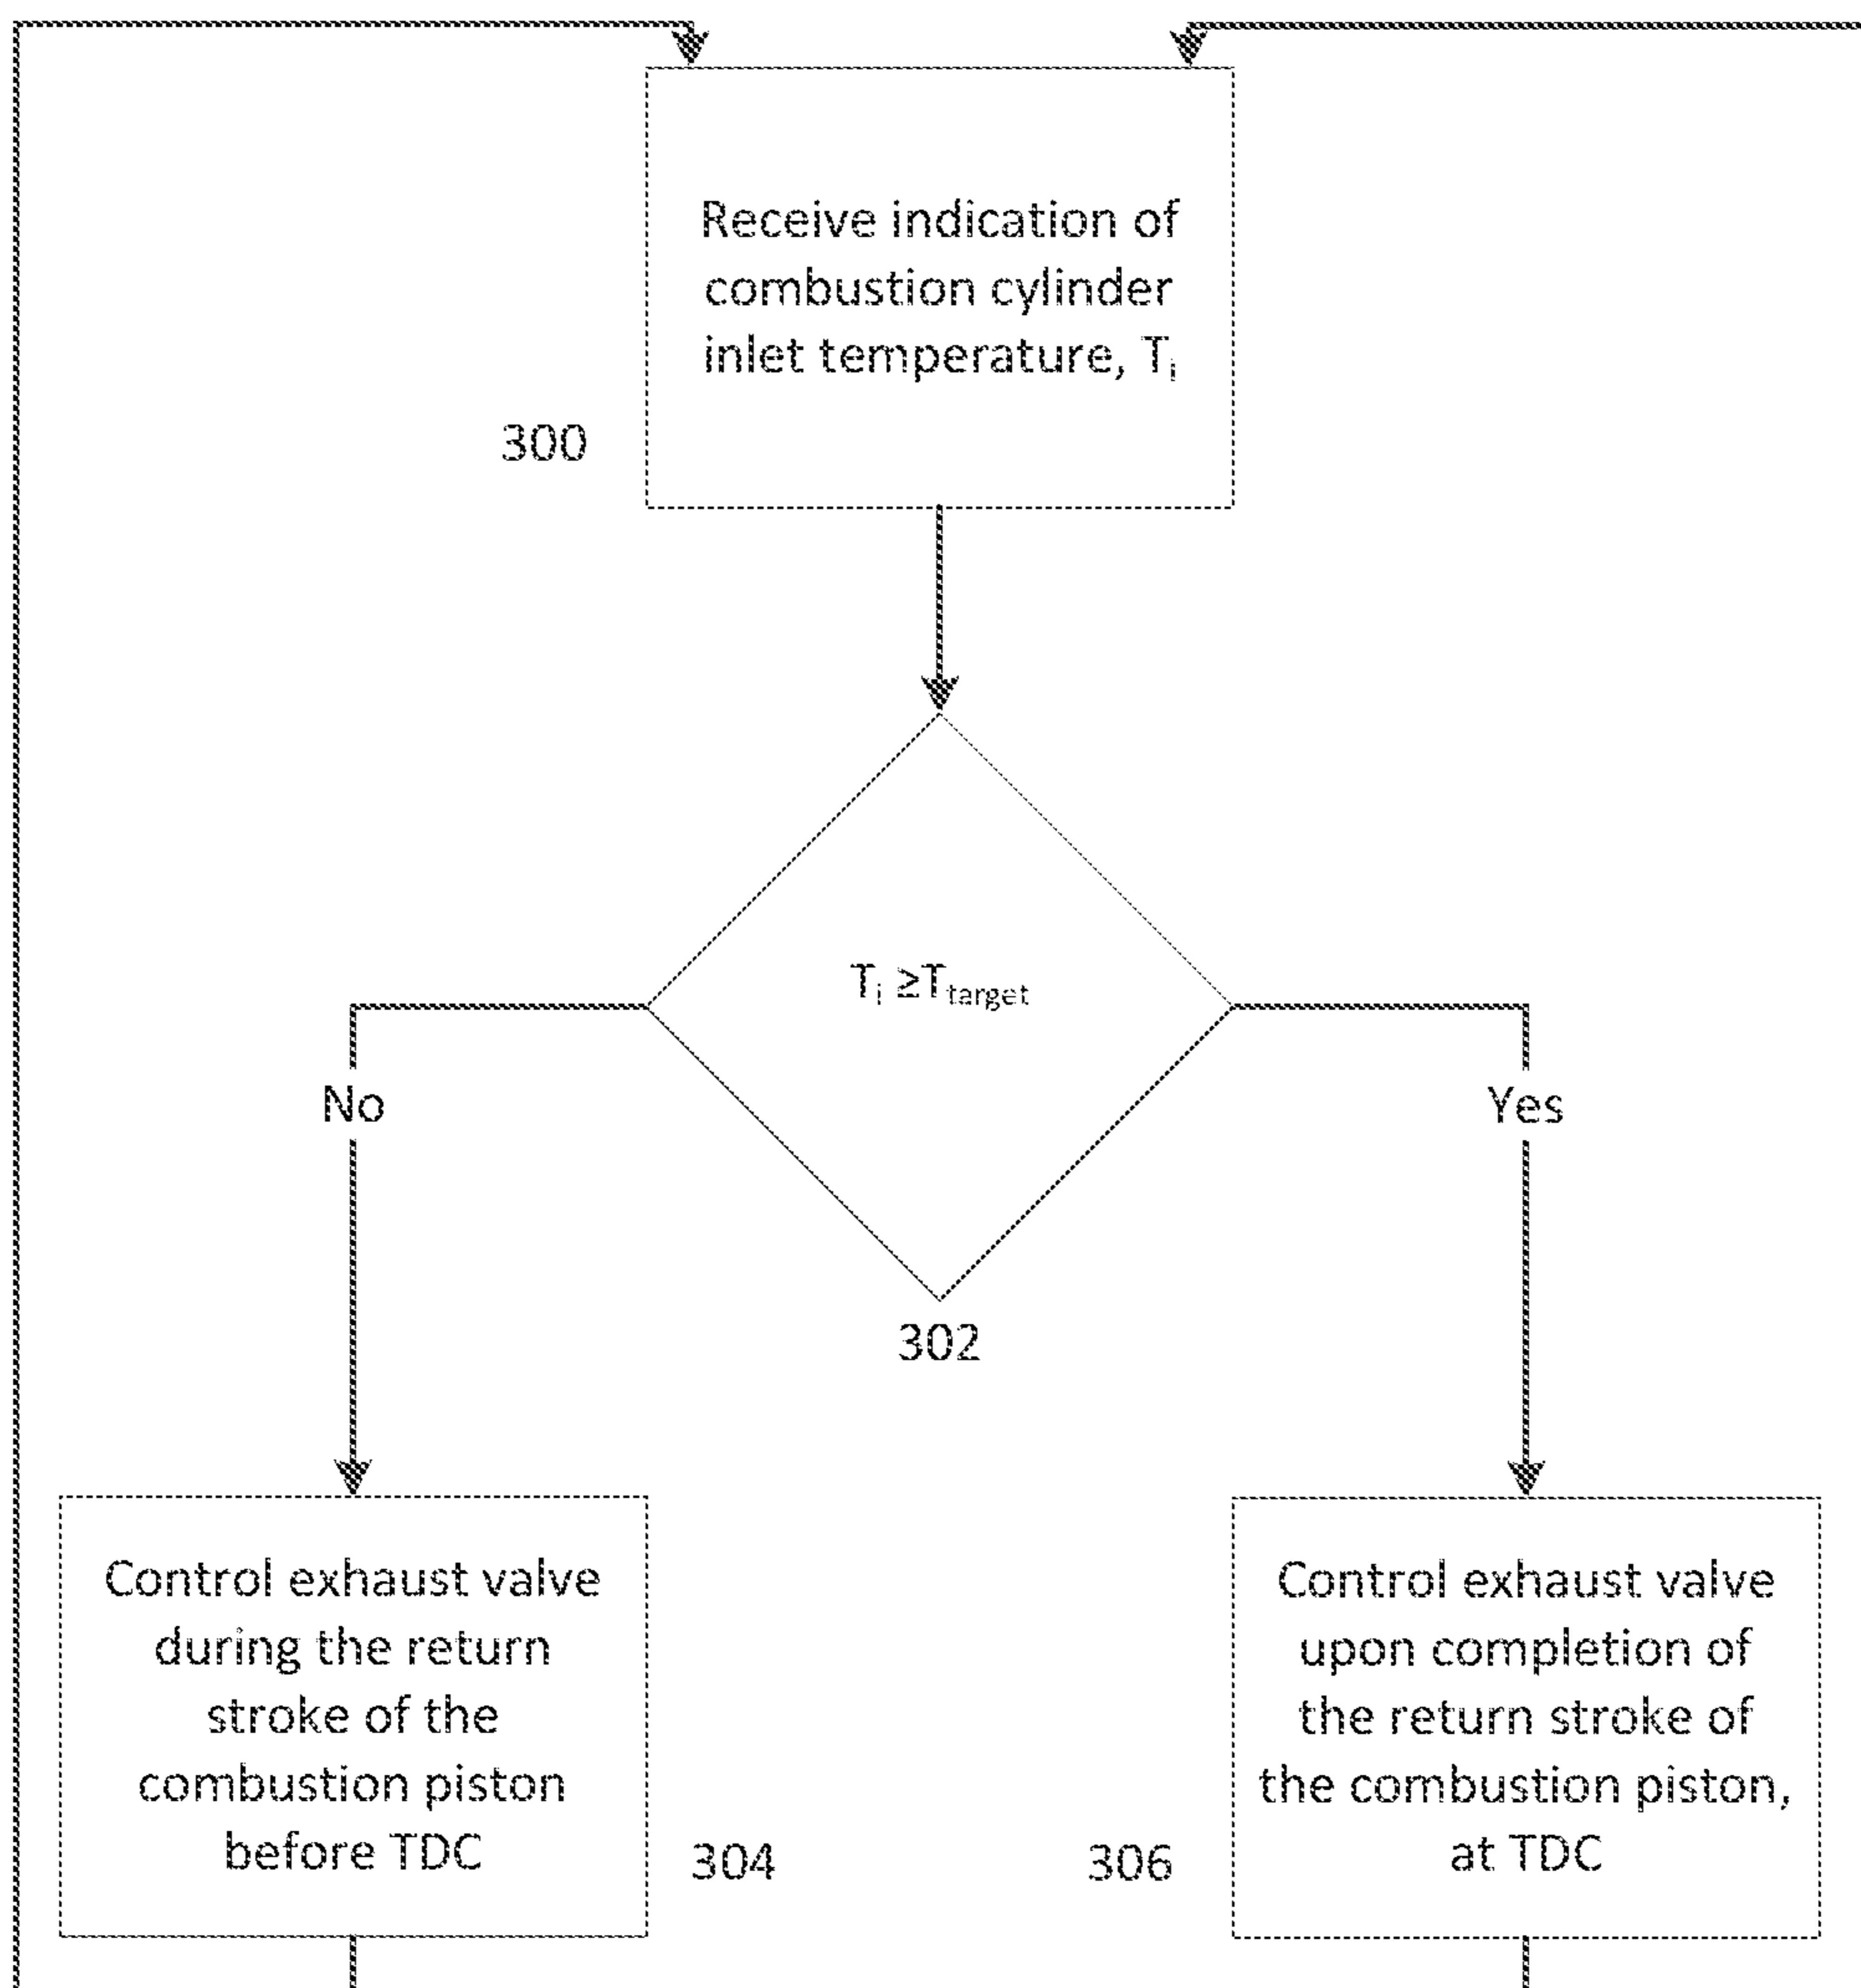 Receive indication of
combustion cylinder
inlet temperature, Tᵢ
300
Tᵢ ≥T_target
No
Yes
302
Control exhaust valve
during the return
stroke of the
combustion piston
before TDC
304
306
Control exhaust valve
upon completion of
the return stroke of
the combustion piston,
at TDC